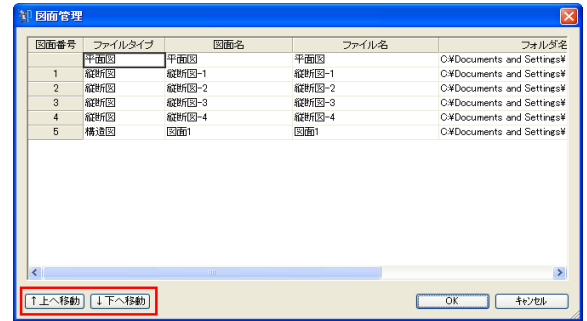 図面管理
図面番号 ファイルタイプ 図面名 ファイル名 フォルダ名
平面図 平面図 平面図 C:¥Documents and Settings¥
1 縦断図 縦断図-1 縦断図-1 C:¥Documents and Settings¥
2 縦断図 縦断図-2 縦断図-2 C:¥Documents and Settings¥
3 縦断図 縦断図-3 縦断図-3 C:¥Documents and Settings¥
4 縦断図 縦断図-4 縦断図-4 C:¥Documents and Settings¥
5 構造図 図面1 図面1 C:¥Documents and Settings¥
↑上へ移動 ↓下へ移動 OK キャンセル